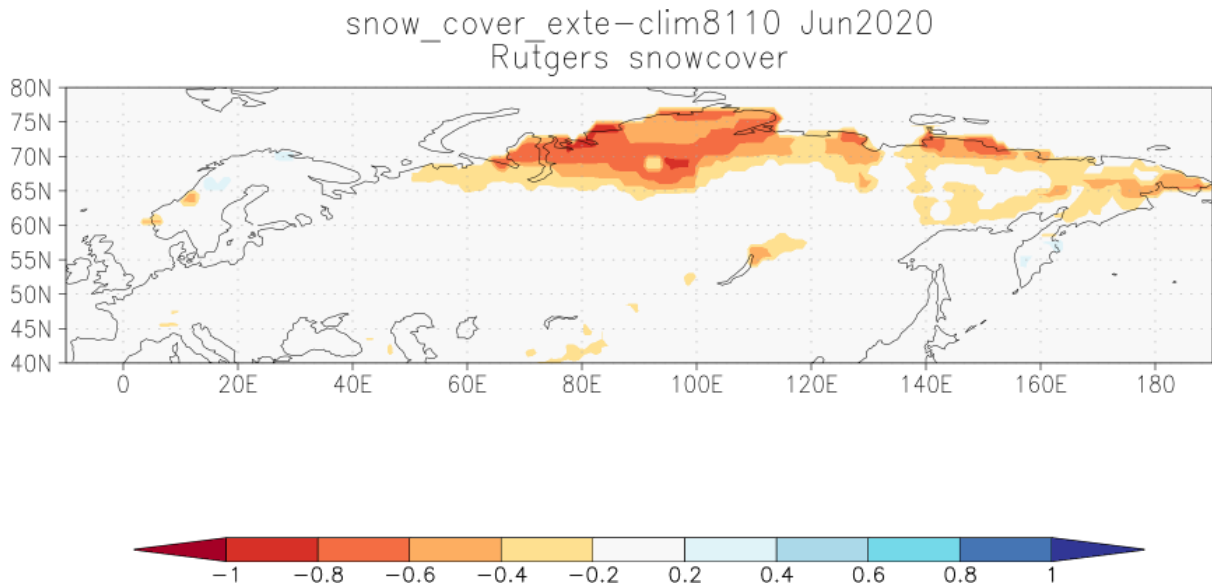 snow_cover_exte-clim8110 Jun2020
Rutgers snowcover
80N
75N
70N
65N
60N
55N
50N
45N
40N
0 20E 40E 60E 80E 100E 120E 140E 160E 180
-1 -0.8 -0.6 -0.4 -0.2 0.2 0.4 0.6 0.8 1